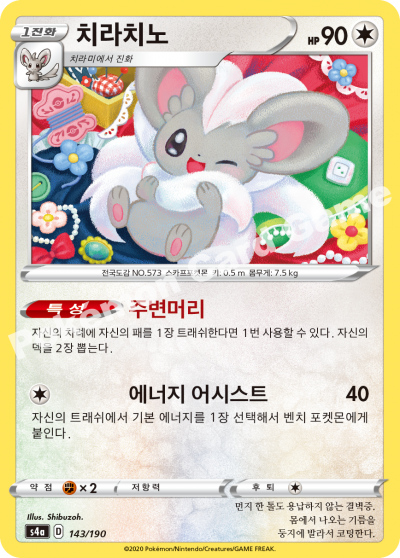 1진화
치라치노
HP 90
치라미에서 진화
전국도감 NO.573 스카프포켓몬 키: 0.5 m 몸무게: 7.5 kg
특성 주변머리
자신의 차례에 자신의 패를 1장 트래쉬한다면 1번 사용할 수 있다. 자신의
덱을 2장 뽑는다.
에너지 어시스트 40
자신의 트래쉬에서 기본 에너지를 1장 선택해서 벤치 포켓몬에게
붙인다.
약점 ×2 저항력 후퇴
Illus. Shibuzoh.
s4a D 143/190
먼지 한 톨도 용납하지 않는 결벽증.
몸에서 나오는 기름을
둥지에 발라서 코팅한다.
©2020 Pokémon/Nintendo/Creatures/GAME FREAK.
Pokémon Card Game